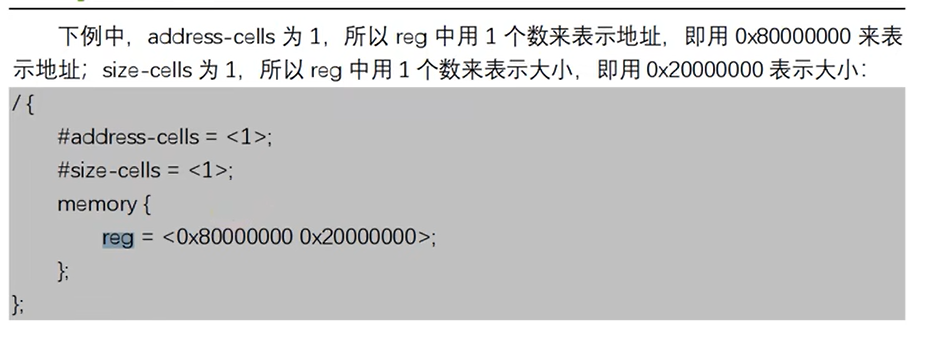 下例中，address-cells 为 1，所以 reg 中用 1 个数来表示地址，即用 0x80000000 来表
示地址；size-cells 为 1，所以 reg 中用 1 个数来表示大小，即用 0x20000000 表示大小：
/ {
#address-cells = <1>;
#size-cells = <1>;
memory {
reg = <0x80000000 0x20000000>;
};
};